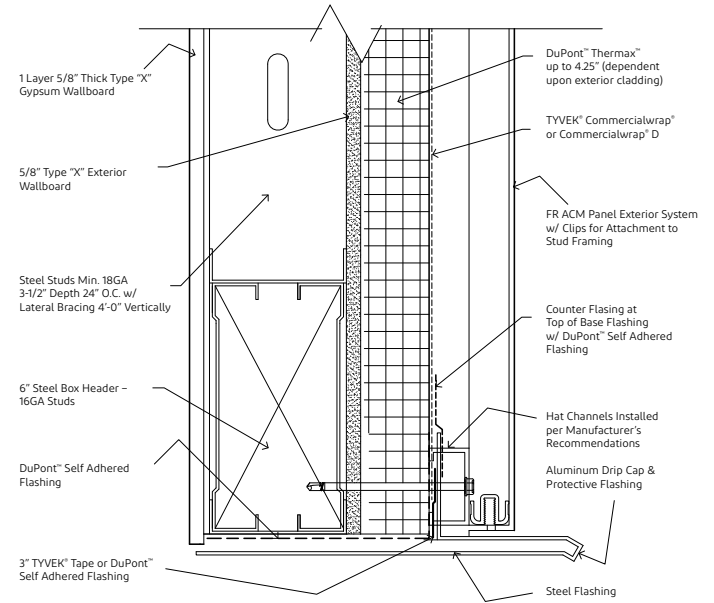 1 Layer 5/8" Thick Type "X"
Gypsum Wallboard
5/8" Type "X" Exterior
Wallboard
Steel Studs Min. 18GA
3-1/2" Depth 24" O.C. w/
Lateral Bracing 4'-0" Vertically
6" Steel Box Header –
16GA Studs
DuPont™ Self Adhered
Flashing
3" TYVEK® Tape or DuPont™
Self Adhered Flashing
DuPont™ Thermax™
up to 4.25" (dependent
upon exterior cladding)
TYVEK® Commercialwrap®
or Commercialwrap® D
FR ACM Panel Exterior System
w/ Clips for Attachment to
Stud Framing
Counter Flasing at
Top of Base Flashing
w/ DuPont™ Self Adhered
Flashing
Hat Channels Installed
per Manufacturer's
Recommendations
Aluminum Drip Cap &
Protective Flashing
Steel Flashing